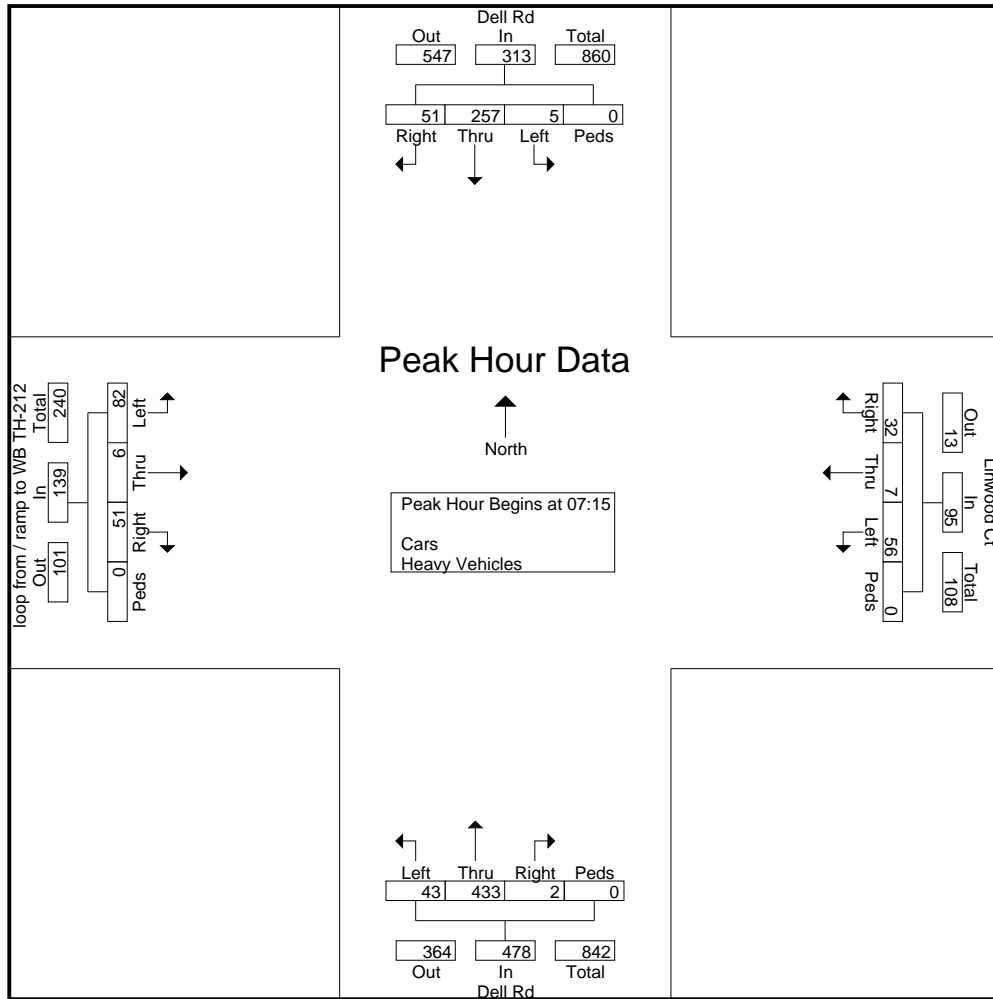 Dell Rd
Out In Total
547 313 860
51 257 5 0
Right Thru Left Peds
Peak Hour Data
North
Peak Hour Begins at 07:15
Cars
Heavy Vehicles
loop from / ramp to WB TH-212
Total In Out
240 139 101
82 6 51 0
Left Thru Right Peds
Linwood Ct
Out In Total
13 95 108
32 7 56 0
Right Thru Left Peds
Left Thru Right Peds
43 433 2 0
364 478 842
Out In Total
Dell Rd